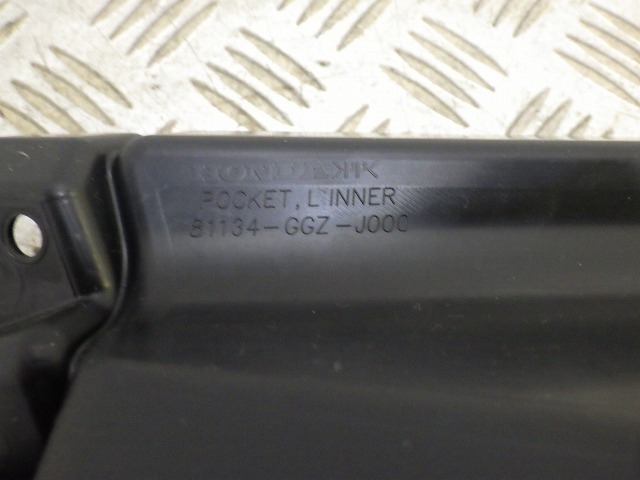 POCKET, L INNER
81134-GGZ-J000